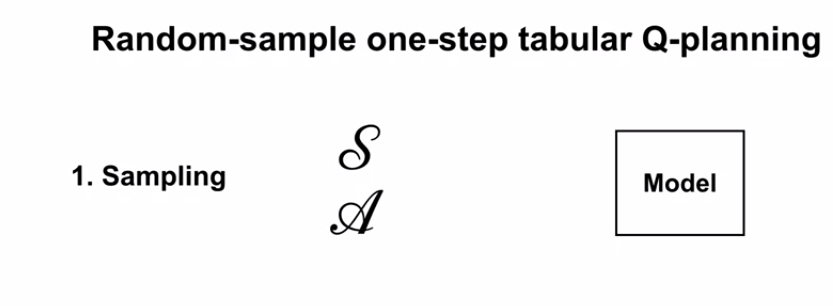 Random-sample one-step tabular Q-planning
𝒮
1. Sampling
Model
𝒜